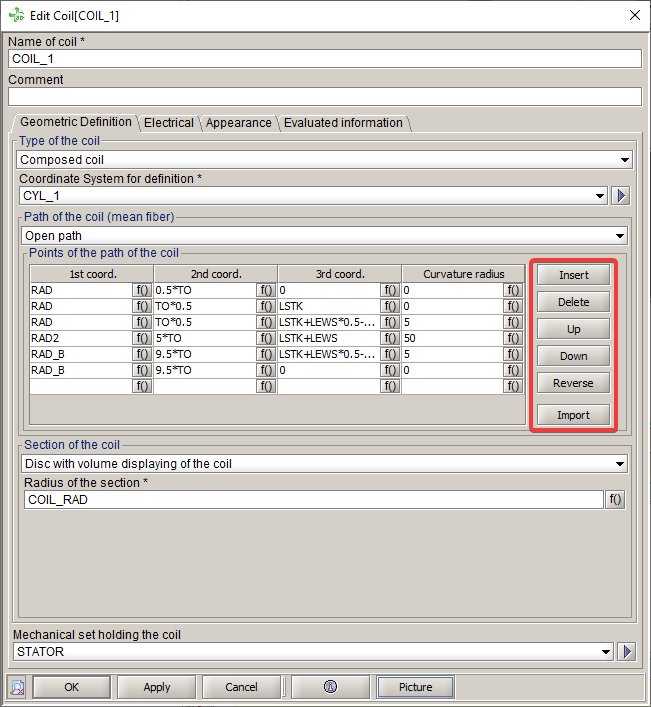 Edit Coil[COIL_1]
Name of coil *
COIL_1
Comment
Geometric Definition Electrical Appearance Evaluated information
Type of the coil
Composed coil
Coordinate System for definition *
CYL_1
Path of the coil (mean fiber)
Open path
Points of the path of the coil
1st coord. 2nd coord. 3rd coord. Curvature radius
RAD f() 0.5*TO f() 0 f() 0 f()
RAD f() TO*0.5 f() LSTK f() 0 f()
RAD f() TO*0.5 f() LSTK+LEWS*0.5-... f() 5 f()
RAD2 f() 5*TO f() LSTK+LEWS f() 50 f()
RAD_B f() 9.5*TO f() LSTK+LEWS*0.5-... f() 5 f()
RAD_B f() 9.5*TO f() 0 f() 0 f()
f() f() f() f()
Insert
Delete
Up
Down
Reverse
Import
Section of the coil
Disc with volume displaying of the coil
Radius of the section *
COIL_RAD f()
Mechanical set holding the coil
STATOR
OK Apply Cancel Picture